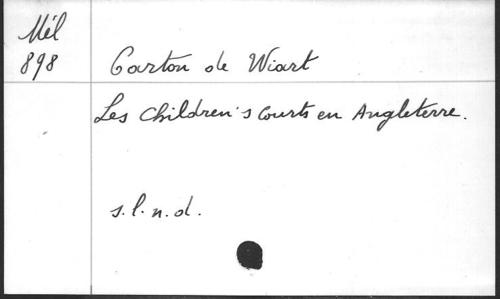 Mél
898
Carton de Wiart
Les Children's Courts en Angleterre.
s.l.n.d.